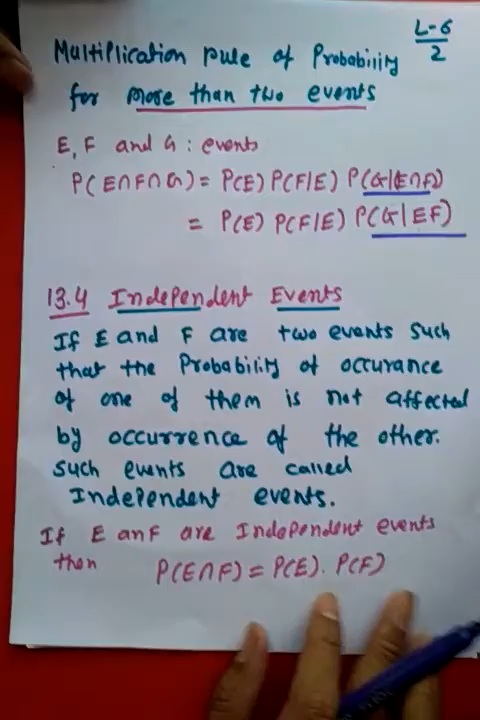 L-6
2
Multiplication rule of Probability
for more than two events
E, F and G : events
P(E∩F∩G) = P(E) P(F/E) P(G|E∩F)
= P(E) P(F/E) P(G|EF)
13.4 Independent Events
If E and F are two events such
that the Probability of occurance
of one of them is not affected
by occurrence of the other.
such events are called
Independent events.
If E anF are Independent events
then P(E∩F) = P(E). P(F)